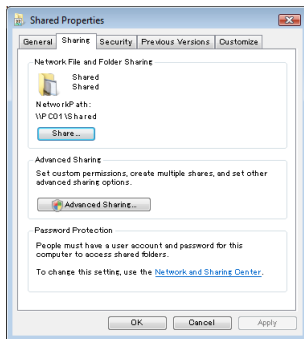 Shared Properties
General Sharing Security Previous Versions Customize
Network File and Folder Sharing
Shared
Shared
Network Path:
\\PC01\Shared
Share...
Advanced Sharing
Set custom permissions, create multiple shares, and set other
advanced sharing options.
Advanced Sharing...
Password Protection
People must have a user account and password for this
computer to access shared folders.
To change this setting, use the Network and Sharing Center.
OK Cancel Apply